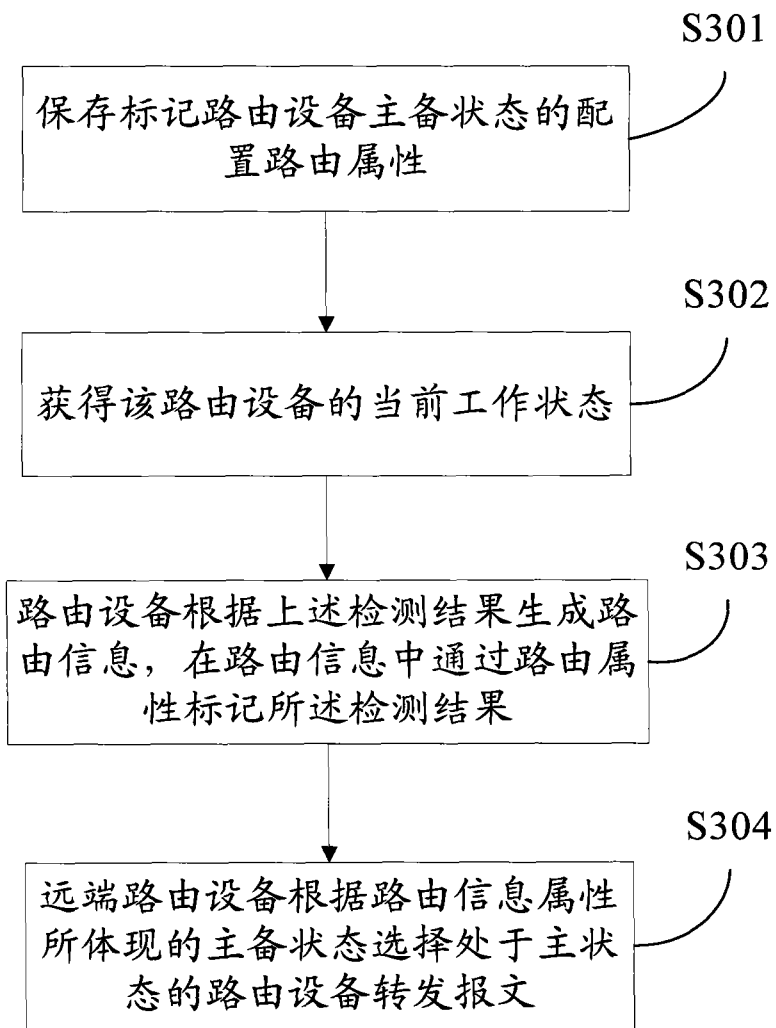 S301
保存标记路由设备主备状态的配
置路由属性
S302
获得该路由设备的当前工作状态
S303
路由设备根据上述检测结果生成路
由信息，在路由信息中通过路由属
性标记所述检测结果
S304
远端路由设备根据路由信息属性
所体现的主备状态选择处于主状
态的路由设备转发报文